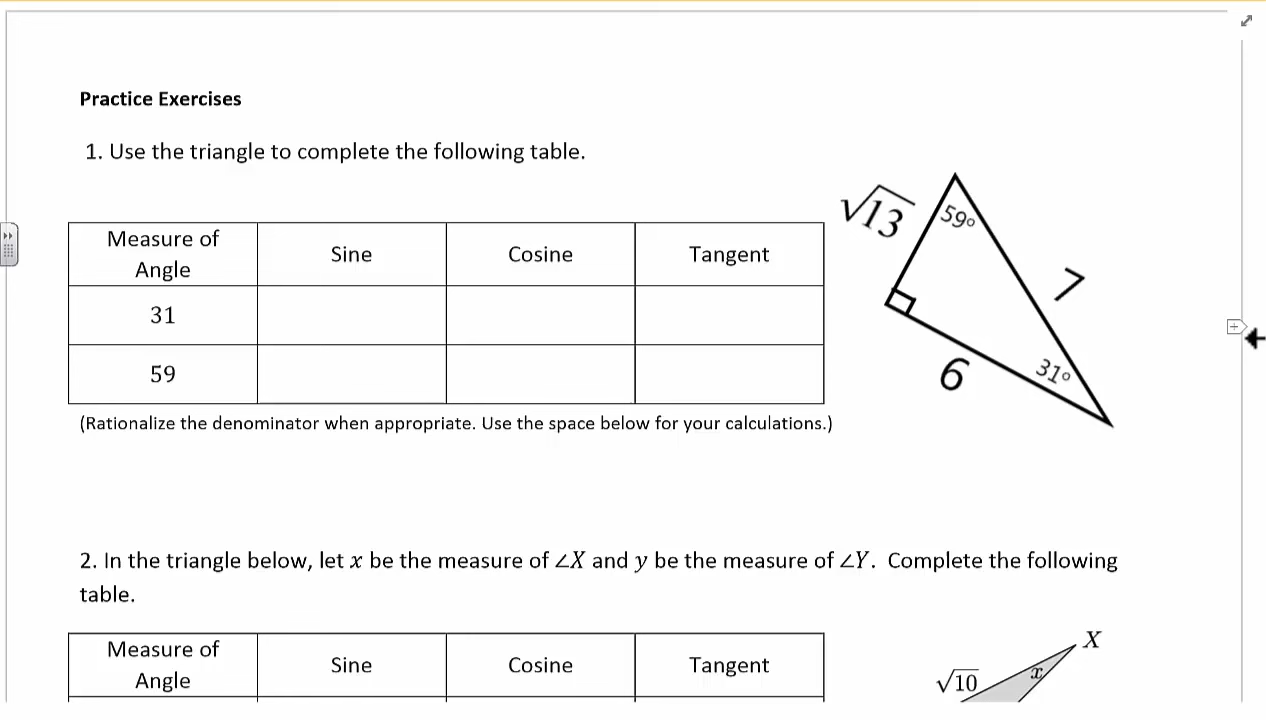 Practice Exercises
1. Use the triangle to complete the following table.
√13
59°
Measure of
Angle
Sine
Cosine
Tangent
7
31
59
6
31°
(Rationalize the denominator when appropriate. Use the space below for your calculations.)
2. In the triangle below, let x be the measure of ∠X and y be the measure of ∠Y. Complete the following
table.
Measure of
Angle
Sine
Cosine
Tangent
X
x
√10